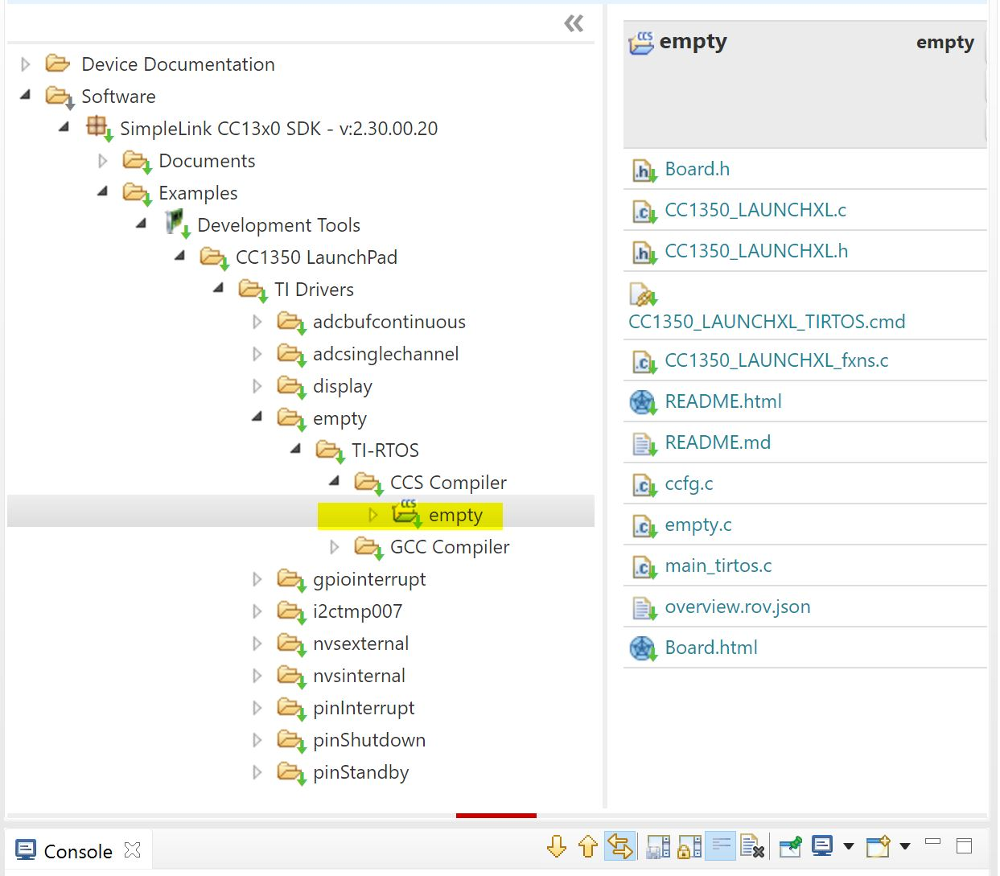 Device Documentation
Software
SimpleLink CC13x0 SDK - v:2.30.00.20
Documents
Examples
Development Tools
CC1350 LaunchPad
TI Drivers
adcbufcontinuous
adcsinglechannel
display
empty
TI-RTOS
CCS Compiler
CCS empty
GCC Compiler
gpiointerrupt
i2ctmp007
nvsexternal
nvsinternal
pinInterrupt
pinShutdown
pinStandby
CCS empty empty
.h Board.h
.c CC1350_LAUNCHXL.c
.h CC1350_LAUNCHXL.h
CC1350_LAUNCHXL_TIRTOS.cmd
.c CC1350_LAUNCHXL_fxns.c
README.html
README.md
.c ccfg.c
.c empty.c
.c main_tirtos.c
overview.rov.json
Board.html
Console